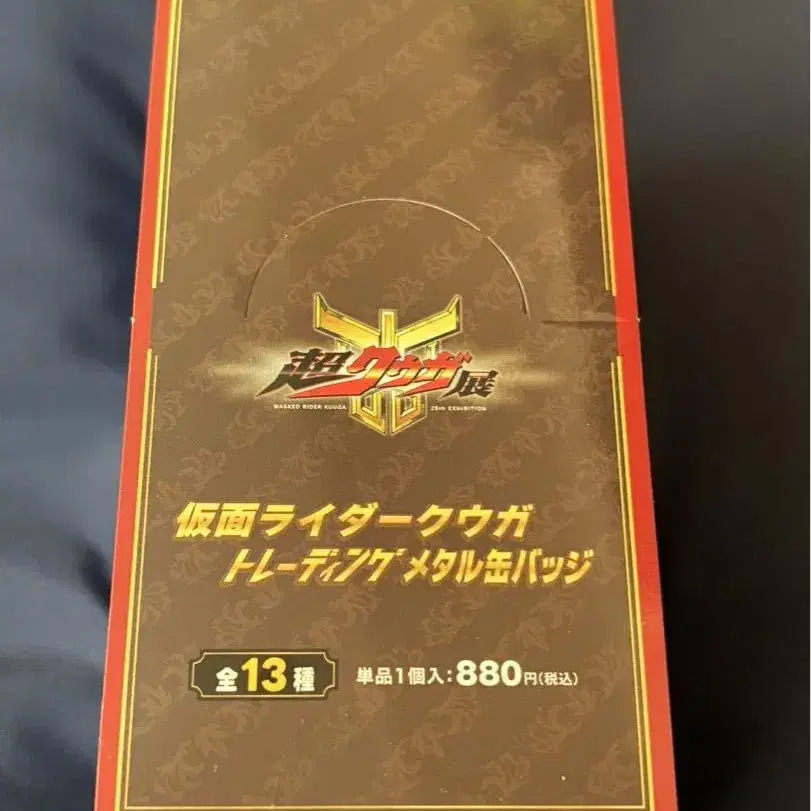 超クウガ展
MASKED RIDER KUUGA 25th EXHIBITION
仮面ライダークウガ
トレーディングメタル缶バッジ
全13種
単品1個入:880円(税込)